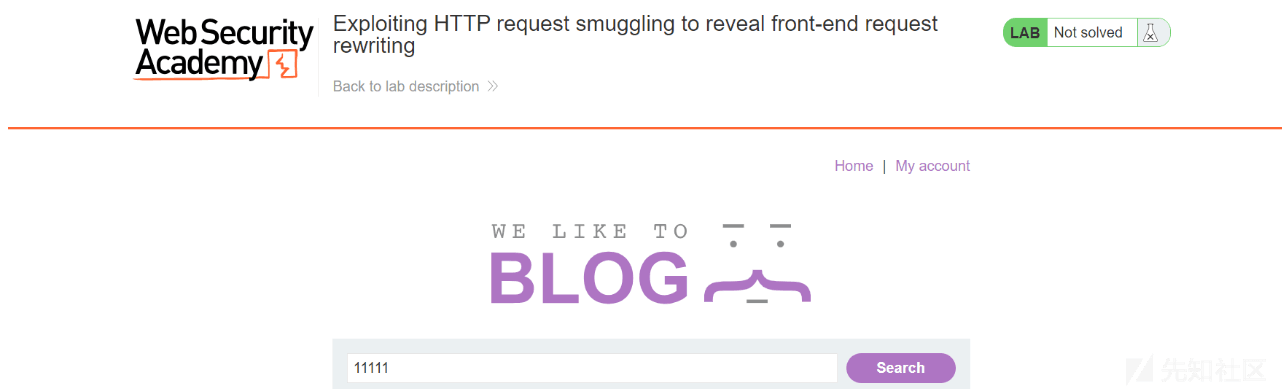 Web Security
Academy
Exploiting HTTP request smuggling to reveal front-end request
rewriting
Back to lab description
LAB Not solved
Home | My account
WE LIKE TO
BLOG
11111
Search
先知社区